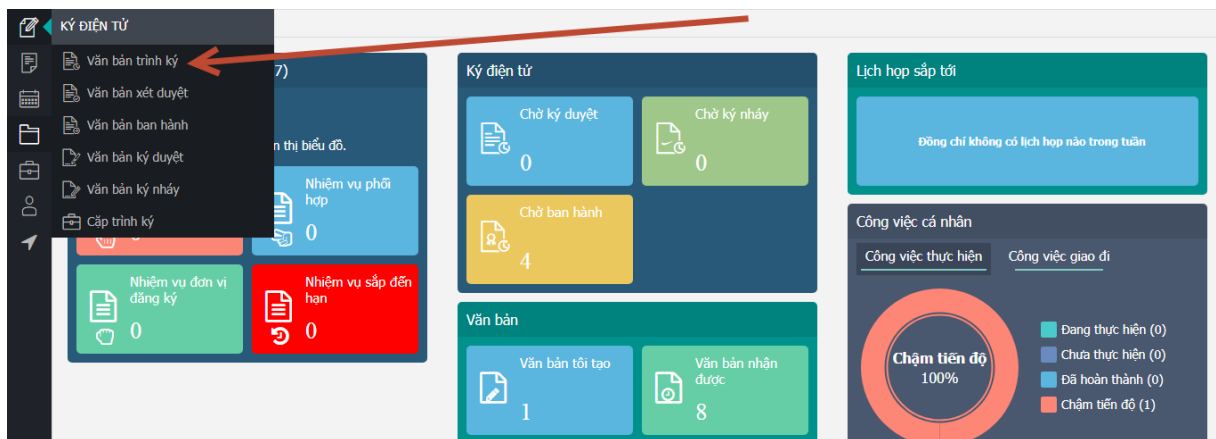 KÝ ĐIỆN TỬ
Văn bản trình ký
Văn bản xét duyệt
Văn bản ban hành
Văn bản ký duyệt
Văn bản ký nháy
Cặp trình ký
7)
n thị biểu đồ.
Nhiệm vụ phối
hợp
0
Nhiệm vụ đơn vị
đăng ký
0
Nhiệm vụ sắp đến
hạn
0
Ký điện tử
Chờ ký duyệt
0
Chờ ký nháy
0
Chờ ban hành
4
Văn bản
Văn bản tôi tạo
1
Văn bản nhận
được
8
Lịch họp sắp tới
Đồng chí không có lịch họp nào trong tuần
Công việc cá nhân
Công việc thực hiện
Công việc giao đi
Chậm tiến độ
100%
Đang thực hiện (0)
Chưa thực hiện (0)
Đã hoàn thành (0)
Chậm tiến độ (1)